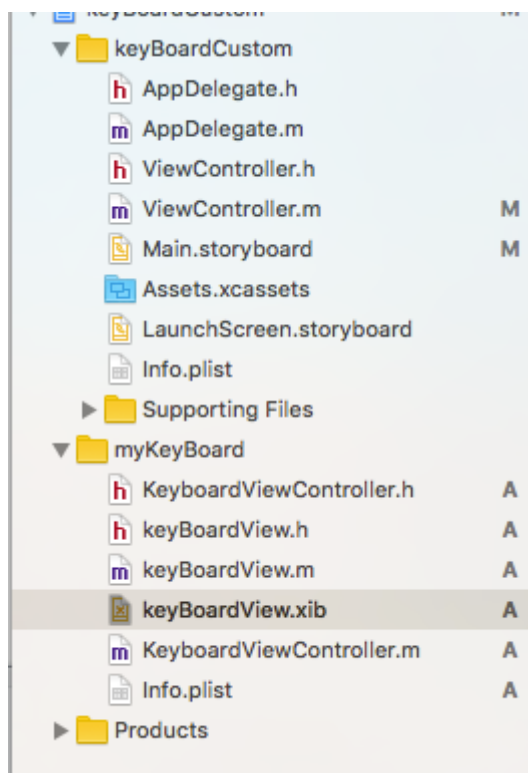 keyBoardCustom M
keyBoardCustom
h AppDelegate.h
m AppDelegate.m
h ViewController.h
m ViewController.m M
Main.storyboard M
Assets.xcassets
LaunchScreen.storyboard
Info.plist
Supporting Files
myKeyBoard
h KeyboardViewController.h A
h keyBoardView.h A
m keyBoardView.m A
keyBoardView.xib A
m KeyboardViewController.m A
Info.plist A
Products